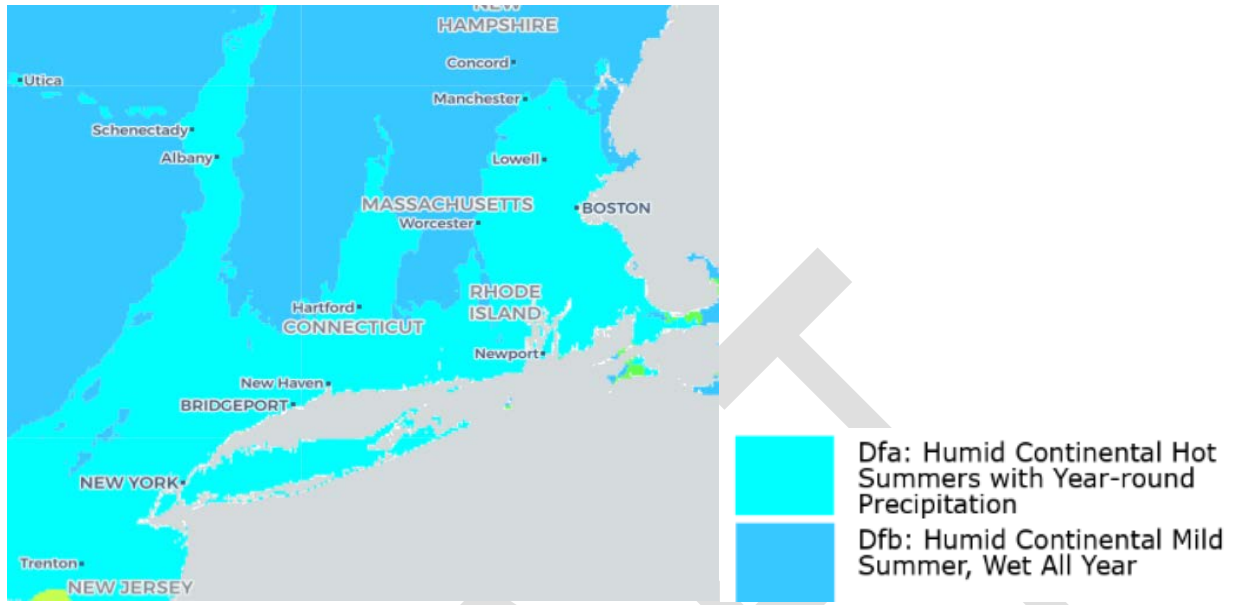 NEW
HAMPSHIRE
Concord
Utica
Manchester
Schenectady
Albany
Lowell
MASSACHUSETTS
BOSTON
Worcester
RHODE
ISLAND
Hartford
CONNECTICUT
Newport
New Haven
BRIDGEPORT
NEW YORK
Trenton
NEW JERSEY
Dfa: Humid Continental Hot
Summers with Year-round
Precipitation
Dfb: Humid Continental Mild
Summer, Wet All Year